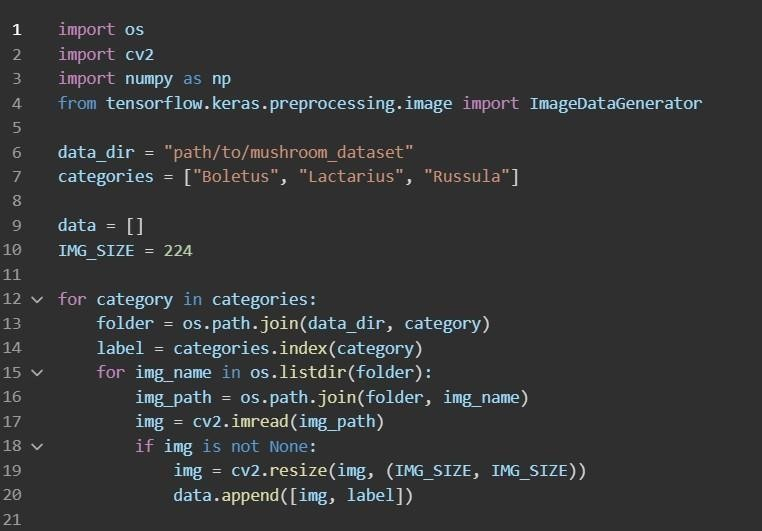 1 import os
2 import cv2
3 import numpy as np
4 from tensorflow.keras.preprocessing.image import ImageDataGenerator
5
6 data_dir = "path/to/mushroom_dataset"
7 categories = ["Boletus", "Lactarius", "Russula"]
8
9 data = []
10 IMG_SIZE = 224
11
12 for category in categories:
13     folder = os.path.join(data_dir, category)
14     label = categories.index(category)
15     for img_name in os.listdir(folder):
16         img_path = os.path.join(folder, img_name)
17         img = cv2.imread(img_path)
18         if img is not None:
19             img = cv2.resize(img, (IMG_SIZE, IMG_SIZE))
20             data.append([img, label])
21